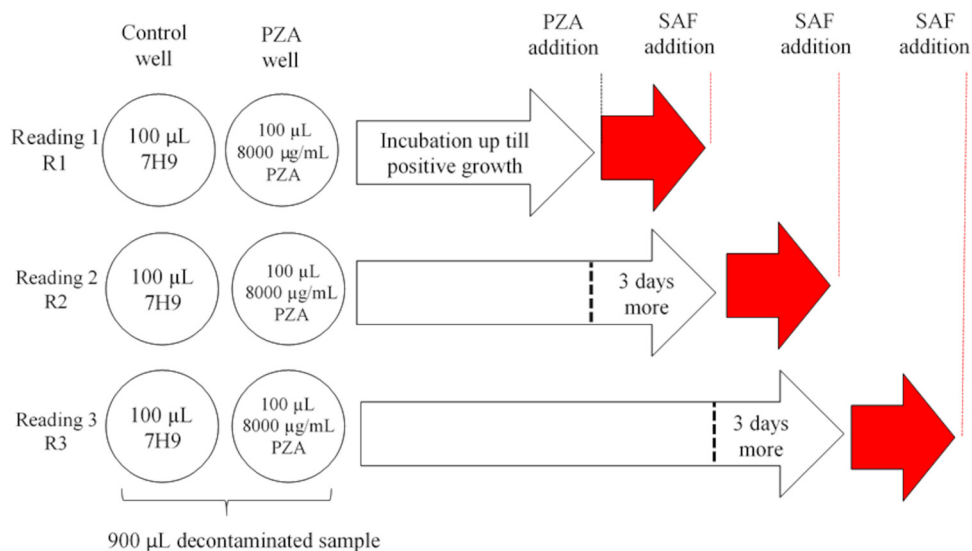 Control
well
PZA
well
PZA
addition
SAF
addition
SAF
addition
SAF
addition
Reading 1
R1
100 µL
7H9
100 µL
8000 µg/mL
PZA
Incubation up till
positive growth
Reading 2
R2
100 µL
7H9
100 µL
8000 µg/mL
PZA
3 days
more
Reading 3
R3
100 µL
7H9
100 µL
8000 µg/mL
PZA
3 days
more
900 µL decontaminated sample